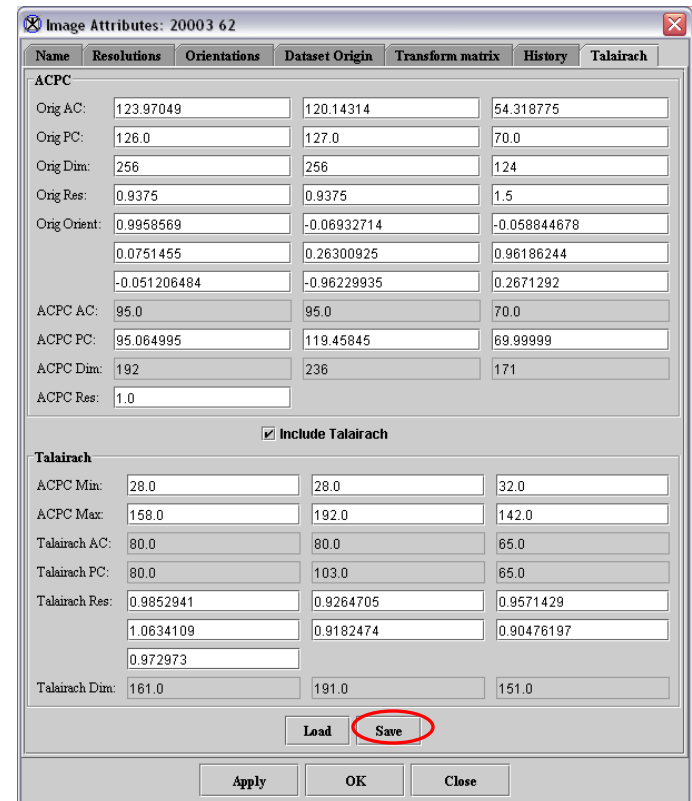 Image Attributes: 20003 62
Name Resolutions Orientations Dataset Origin Transform matrix History Talairach
ACPC
Orig AC: 123.97049 120.14314 54.318775
Orig PC: 126.0 127.0 70.0
Orig Dim: 256 256 124
Orig Res: 0.9375 0.9375 1.5
Orig Orient: 0.9958569 -0.06932714 -0.058844678
0.0751455 0.26300925 0.96186244
-0.051206484 -0.96229935 0.2671292
ACPC AC: 95.0 95.0 70.0
ACPC PC: 95.064995 119.45845 69.99999
ACPC Dim: 192 236 171
ACPC Res: 1.0
Include Talairach
Talairach
ACPC Min: 28.0 28.0 32.0
ACPC Max: 158.0 192.0 142.0
Talairach AC: 80.0 80.0 65.0
Talairach PC: 80.0 103.0 65.0
Talairach Res: 0.9852941 0.9264705 0.9571429
1.0634109 0.9182474 0.90476197
0.972973
Talairach Dim: 161.0 191.0 151.0
Load Save
Apply OK Close